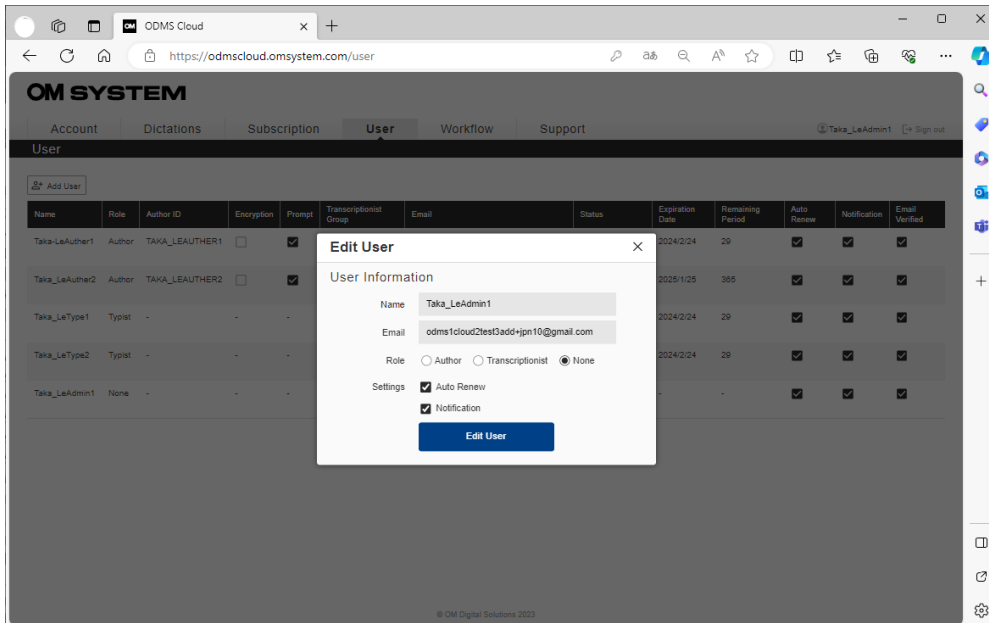 OM ODMS Cloud
https://odmscloud.omsystem.com/user
aあ
A
OM SYSTEM
Account Dictations Subscription User Workflow Support Taka_LeAdmin1 Sign out
User
Add User
Name Role Author ID Encryption Prompt Transcriptionist Group Email Status Expiration Date Remaining Period Auto Renew Notification Email Verified
Taka-LeAuther1 Author TAKA_LEAUTHER1 2024/2/24 29
Taka_LeAuther2 Author TAKA_LEAUTHER2 2025/1/25 365
Taka_LeType1 Typist - - - 2024/2/24 29
Taka_LeType2 Typist - - - 2024/2/24 29
Taka_LeAdmin1 None - - - - -
Edit User
User Information
Name Taka_LeAdmin1
Email odms1cloud2test3add+jpn10@gmail.com
Role Author Transcriptionist None
Settings Auto Renew
Notification
Edit User
© OM Digital Solutions 2023